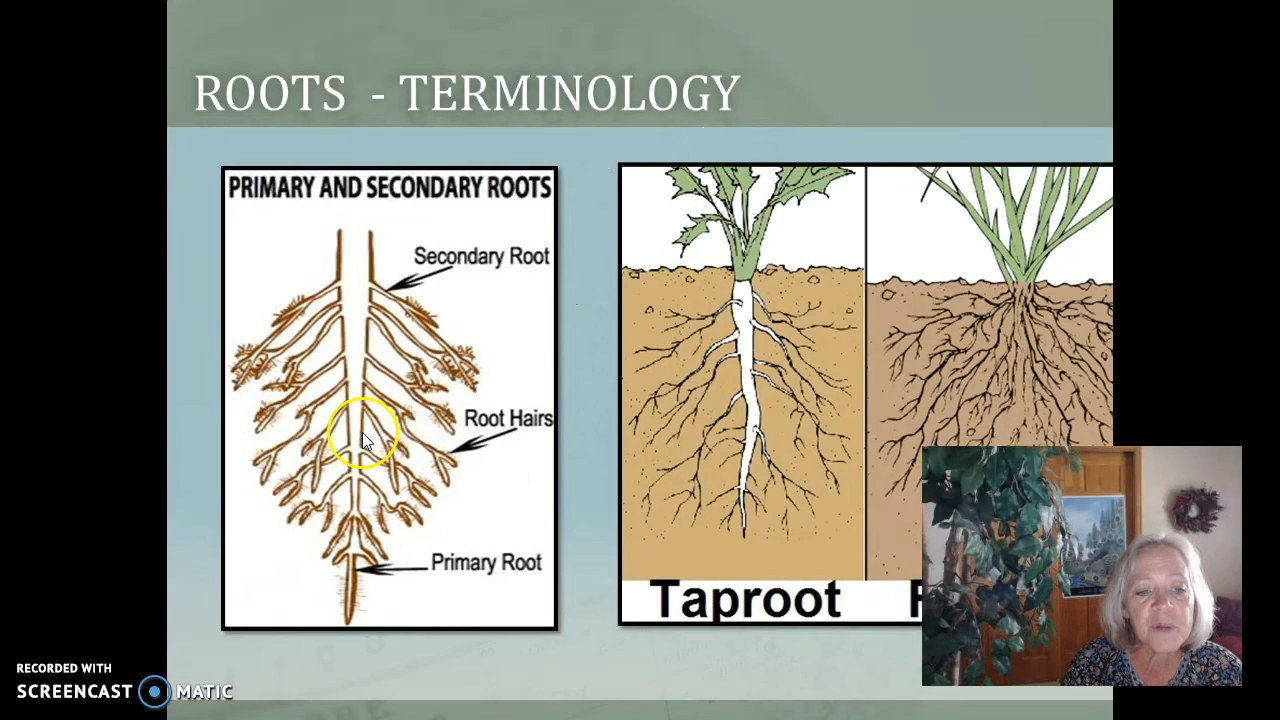 ROOTS - TERMINOLOGY
PRIMARY AND SECONDARY ROOTS
Secondary Root
Root Hairs
Primary Root
Taproot
RECORDED WITH
SCREENCAST MATIC